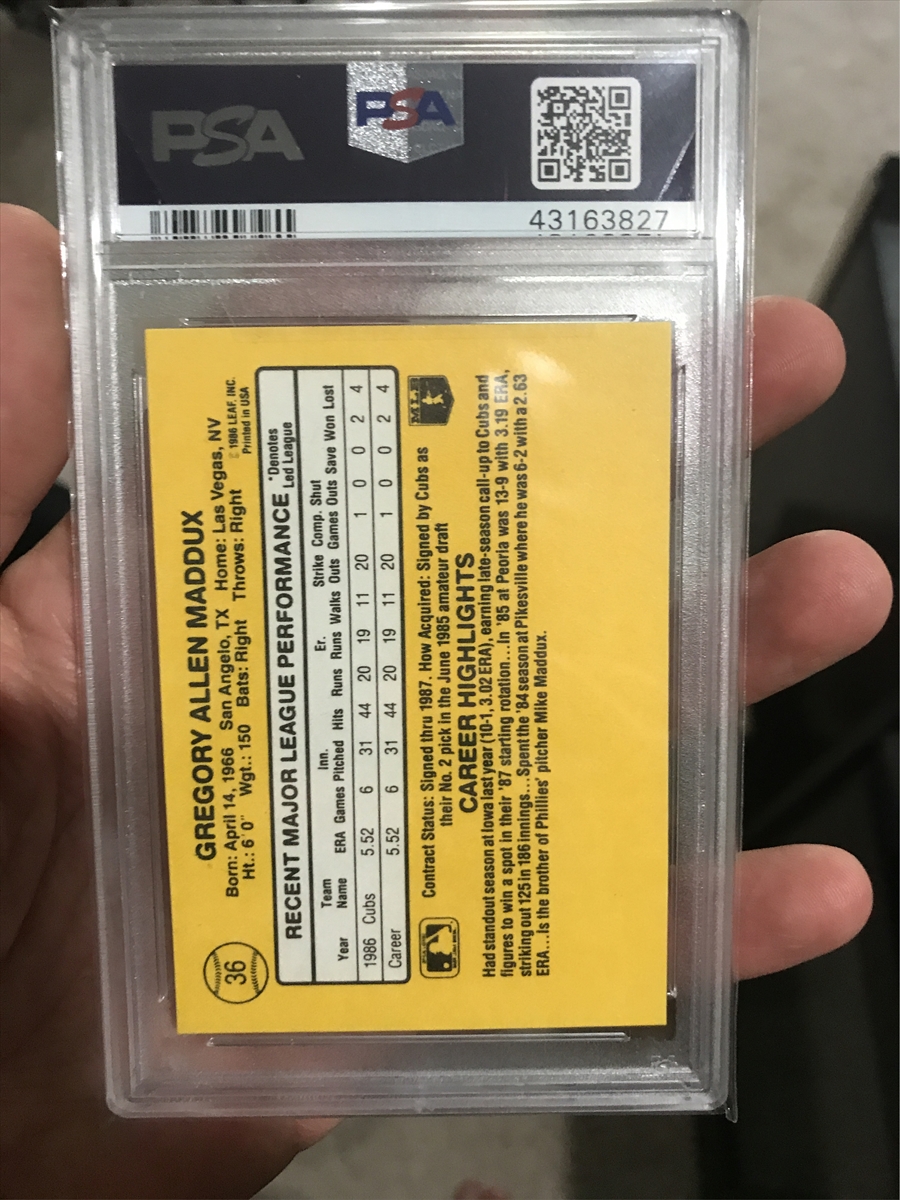 PSA
PSA
43163827
36
GREGORY ALLEN MADDUX
Born: April 14, 1966 San Angelo, TX Home: Las Vegas, NV
Ht.: 6' 0" Wgt.: 150 Bats: Right Throws: Right
© 1986 LEAF, INC.
Printed in USA
RECENT MAJOR LEAGUE PERFORMANCE
*Denotes
Led League
Team Inn. Er. Strike Comp. Shut
Year Name ERA Games Pitched Hits Runs Runs Walks Outs Games Outs Save Won Lost
1986 Cubs 5.52 6 31 44 20 19 11 20 1 0 0 2 4
Career 5.52 6 31 44 20 19 11 20 1 0 0 2 4
Contract Status: Signed thru 1987. How Acquired: Signed by Cubs as
their No. 2 pick in the June 1985 amateur draft
MLB
CAREER HIGHLIGHTS
Had standout season at Iowa last year (10-1, 3.02 ERA), earning late-season call-up to Cubs and
figures to win a spot in their '87 starting rotation...In '85 at Peoria was 13-9 with 3.19 ERA,
striking out 125 in 186 innings...Spent the '84 season at Pikesville where he was 6-2 with a 2.63
ERA...Is the brother of Phillies' pitcher Mike Maddux.